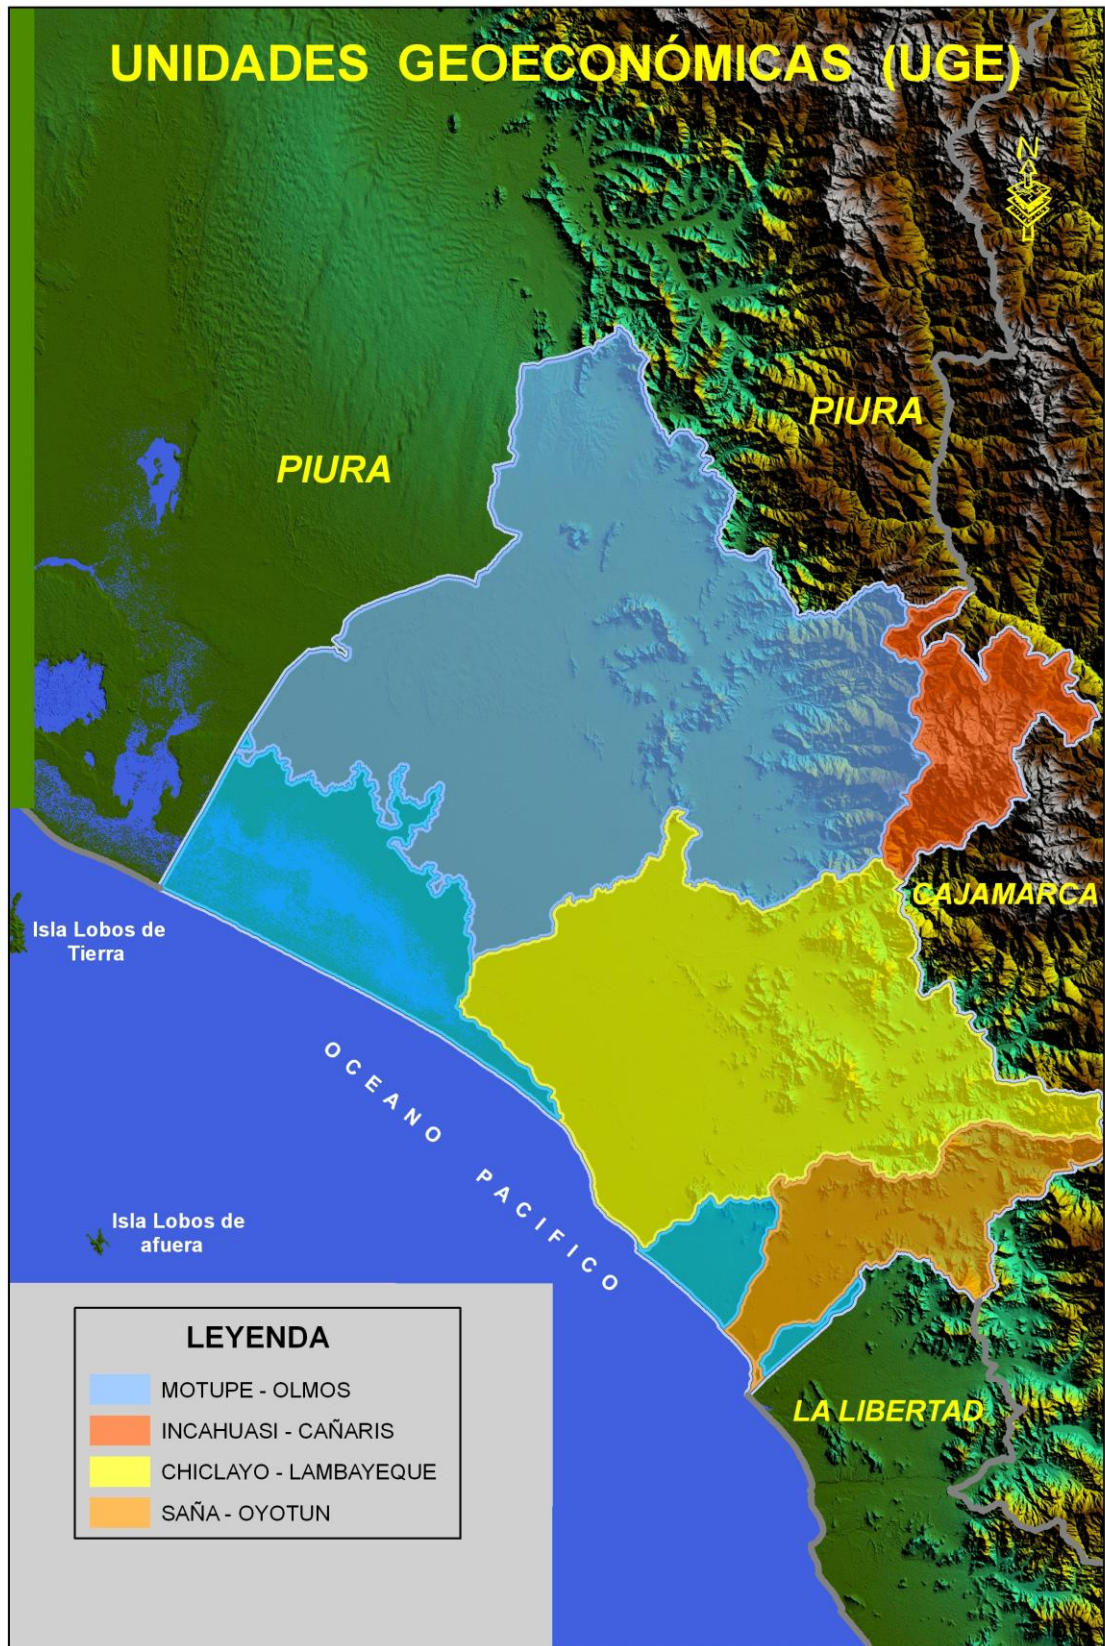 UNIDADES GEOECONÓMICAS (UGE)
N
PIURA
PIURA
CAJAMARCA
Isla Lobos de
Tierra
OCEANO PACIFICO
Isla Lobos de
afuera
LA LIBERTAD
LEYENDA
MOTUPE - OLMOS
INCAHUASI - CAÑARIS
CHICLAYO - LAMBAYEQUE
SAÑA - OYOTUN